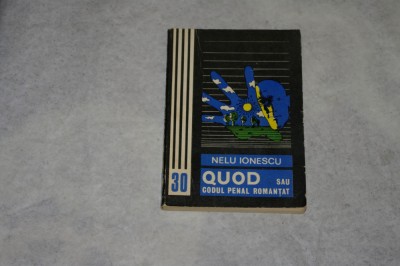 NELU IONESCU
30
QUOD SAU
CODUL PENAL ROMANȚAT